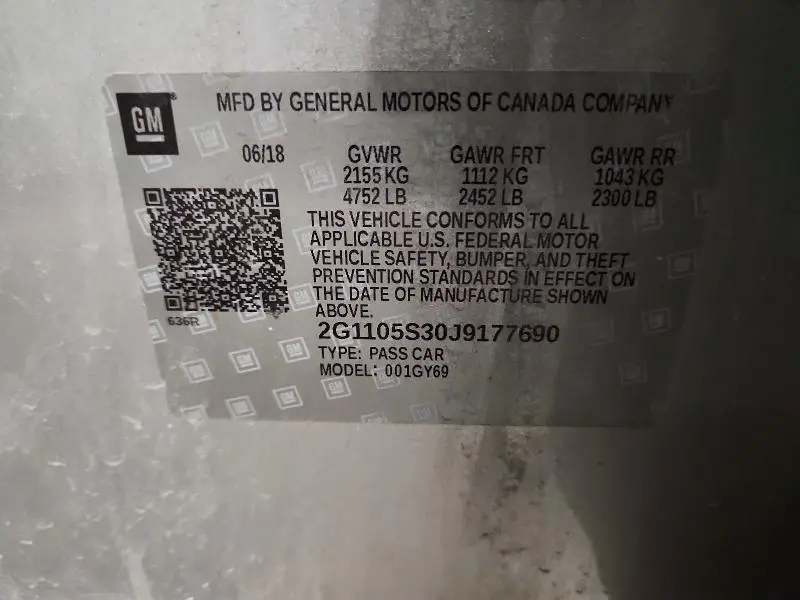 GM
MFD BY GENERAL MOTORS OF CANADA COMPANY
06/18 GVWR GAWR FRT GAWR RR
2155 KG 1112 KG 1043 KG
4752 LB 2452 LB 2300 LB
THIS VEHICLE CONFORMS TO ALL
APPLICABLE U.S. FEDERAL MOTOR
VEHICLE SAFETY, BUMPER, AND THEFT
PREVENTION STANDARDS IN EFFECT ON
THE DATE OF MANUFACTURE SHOWN
ABOVE.
636R
2G1105S30J9177690
TYPE: PASS CAR
MODEL: 001GY69